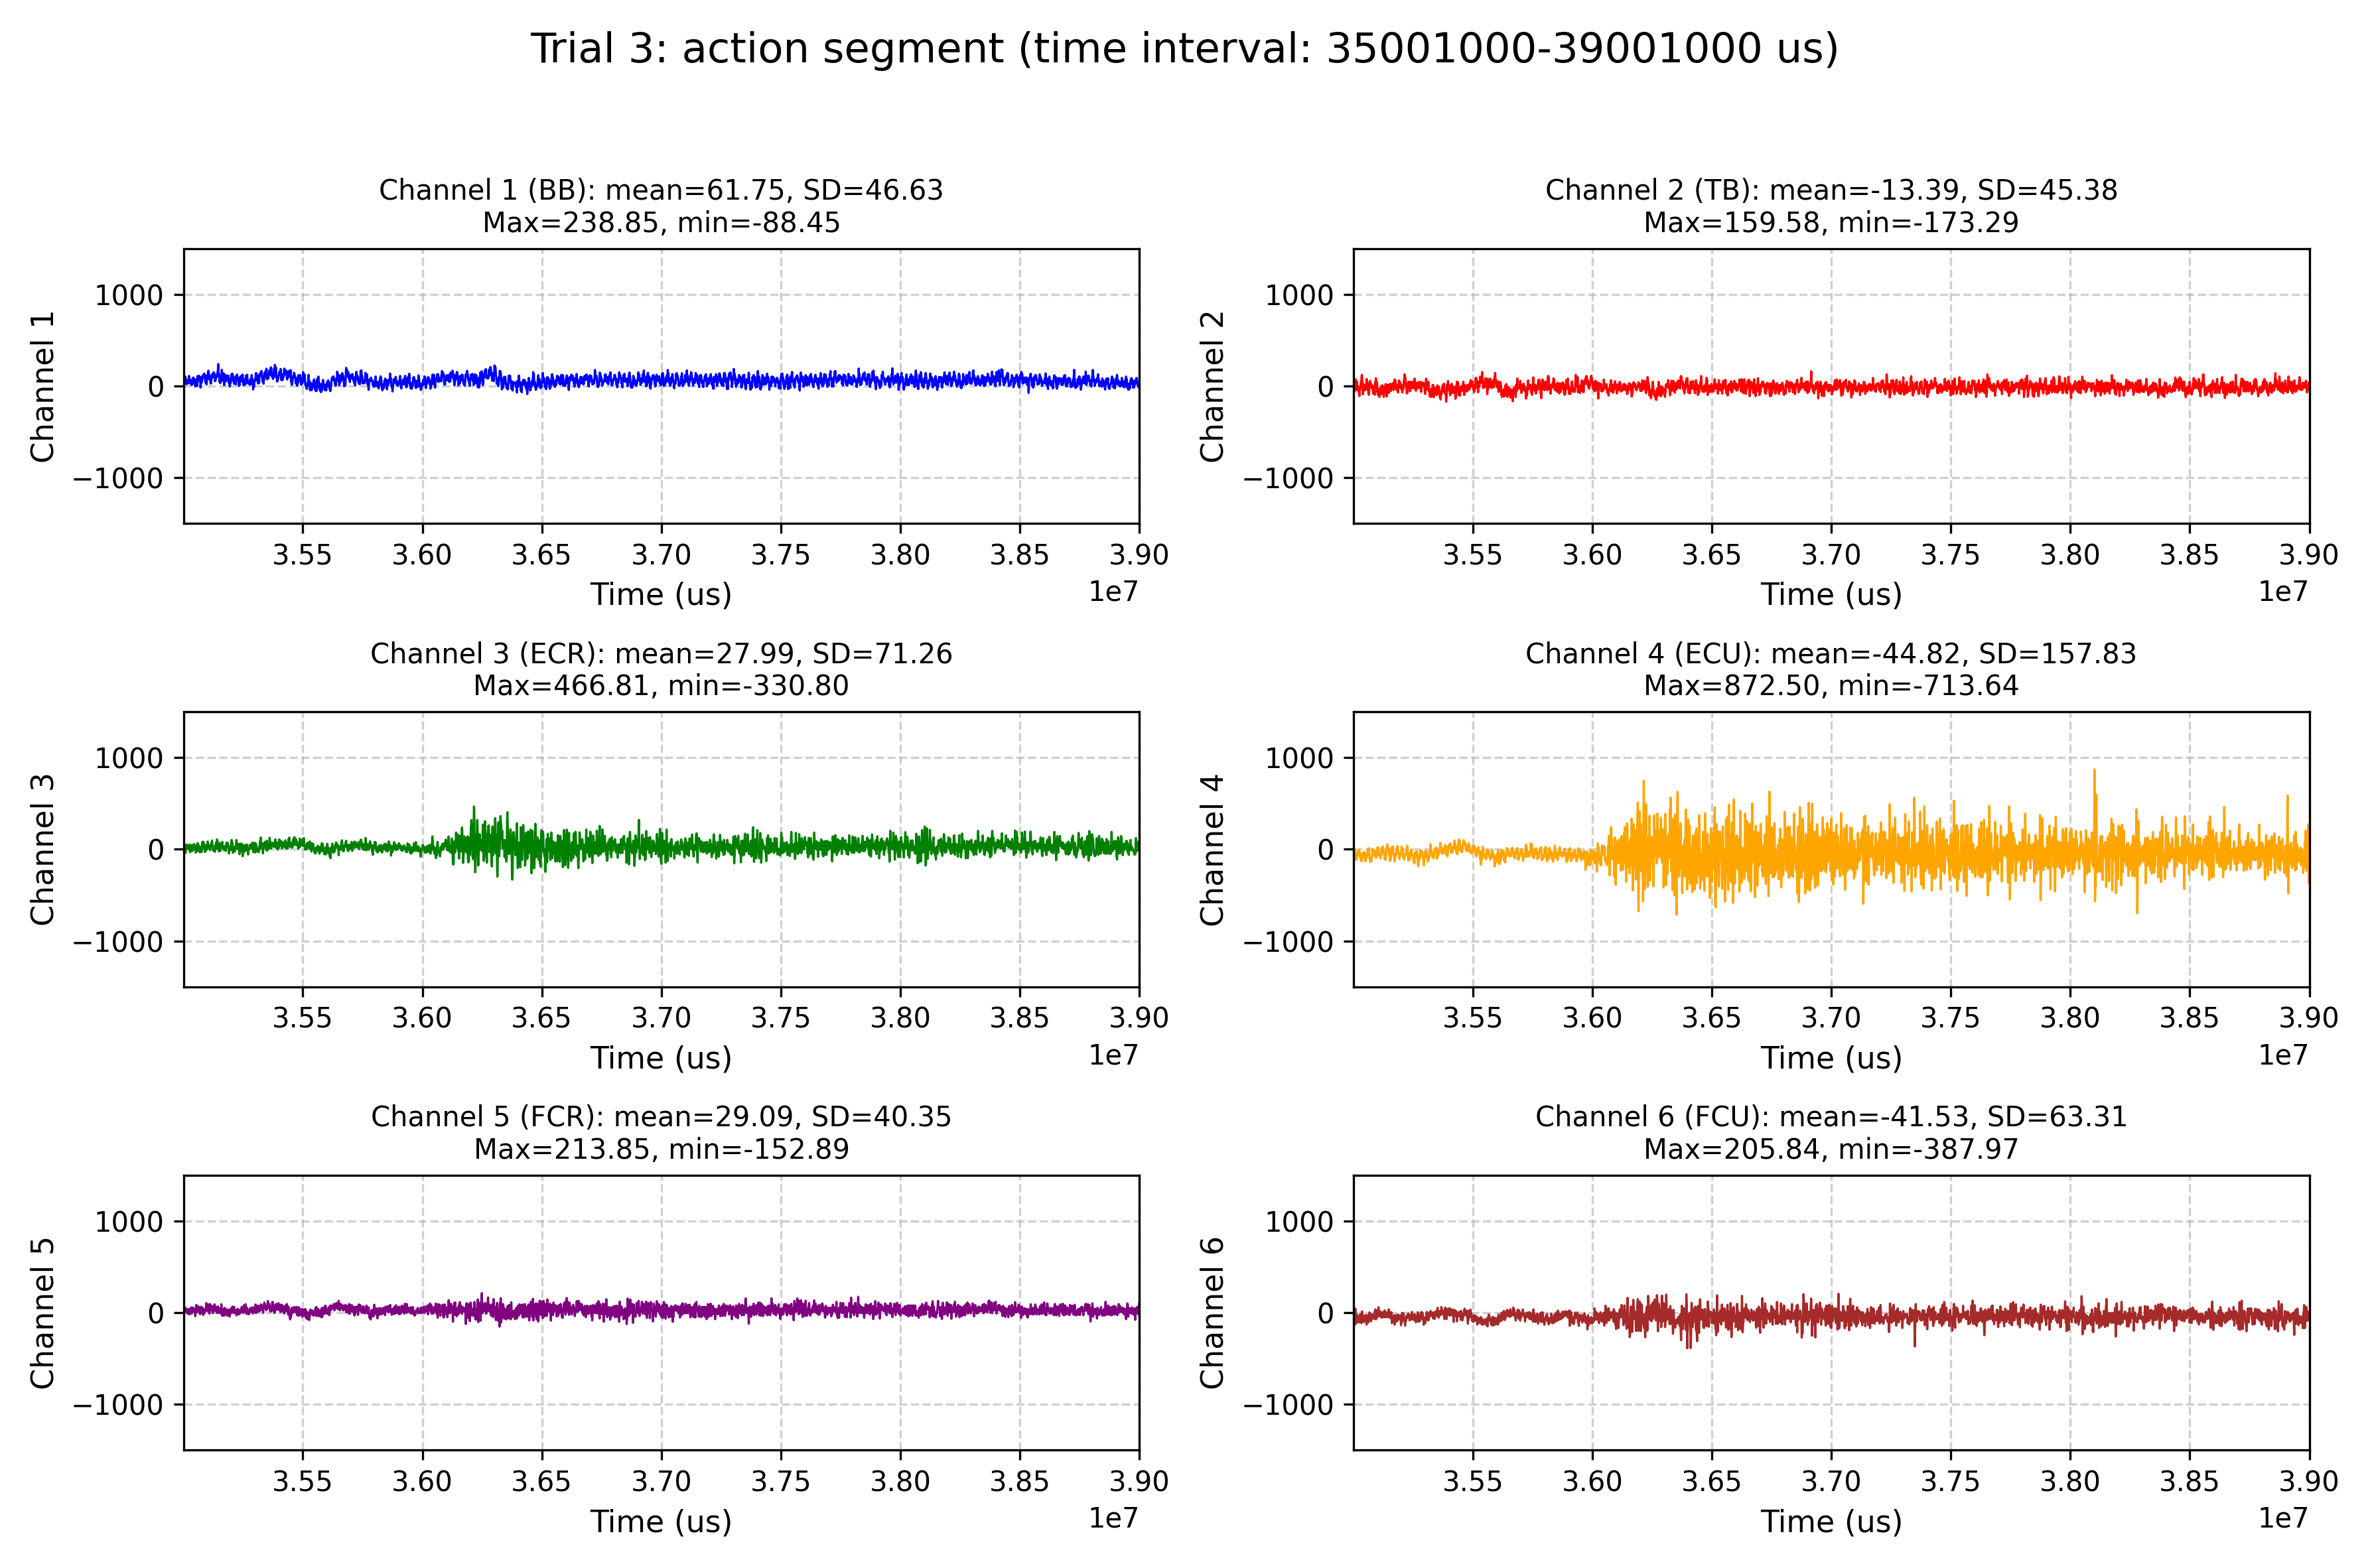 Trial 3: action segment (time interval: 35001000-39001000 us)
Channel 1 (BB): mean=61.75, SD=46.63
Max=238.85, min=-88.45
Channel 1
1000
0
−1000
3.55 3.60 3.65 3.70 3.75 3.80 3.85 3.90
Time (us)
1e7
Channel 2 (TB): mean=-13.39, SD=45.38
Max=159.58, min=-173.29
Channel 2
1000
0
−1000
3.55 3.60 3.65 3.70 3.75 3.80 3.85 3.90
Time (us)
1e7
Channel 3 (ECR): mean=27.99, SD=71.26
Max=466.81, min=-330.80
Channel 3
1000
0
−1000
3.55 3.60 3.65 3.70 3.75 3.80 3.85 3.90
Time (us)
1e7
Channel 4 (ECU): mean=-44.82, SD=157.83
Max=872.50, min=-713.64
Channel 4
1000
0
−1000
3.55 3.60 3.65 3.70 3.75 3.80 3.85 3.90
Time (us)
1e7
Channel 5 (FCR): mean=29.09, SD=40.35
Max=213.85, min=-152.89
Channel 5
1000
0
−1000
3.55 3.60 3.65 3.70 3.75 3.80 3.85 3.90
Time (us)
1e7
Channel 6 (FCU): mean=-41.53, SD=63.31
Max=205.84, min=-387.97
Channel 6
1000
0
−1000
3.55 3.60 3.65 3.70 3.75 3.80 3.85 3.90
Time (us)
1e7